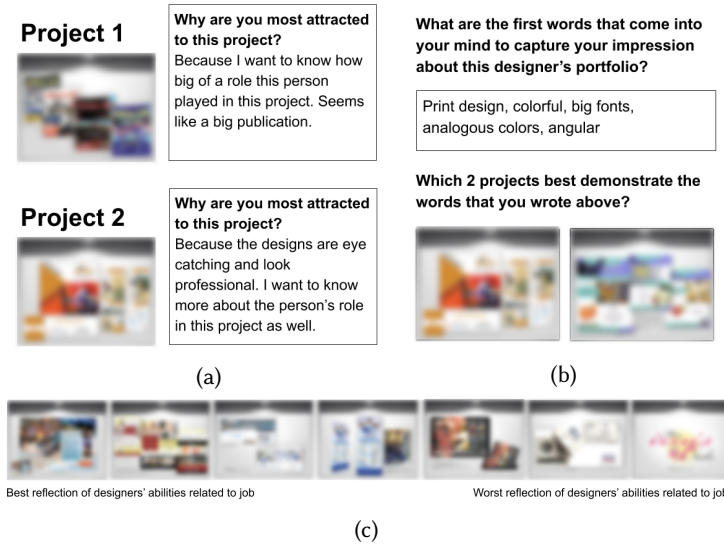 Project 1
Why are you most attracted
to this project?
Because I want to know how
big of a role this person
played in this project. Seems
like a big publication.
Project 2
Why are you most attracted
to this project?
Because the designs are eye
catching and look
professional. I want to know
more about the person's role
in this project as well.
(a)
What are the first words that come into
your mind to capture your impression
about this designer's portfolio?
Print design, colorful, big fonts,
analogous colors, angular
Which 2 projects best demonstrate the
words that you wrote above?
(b)
Best reflection of designers' abilities related to job
Worst reflection of designers' abilities related to job
(c)